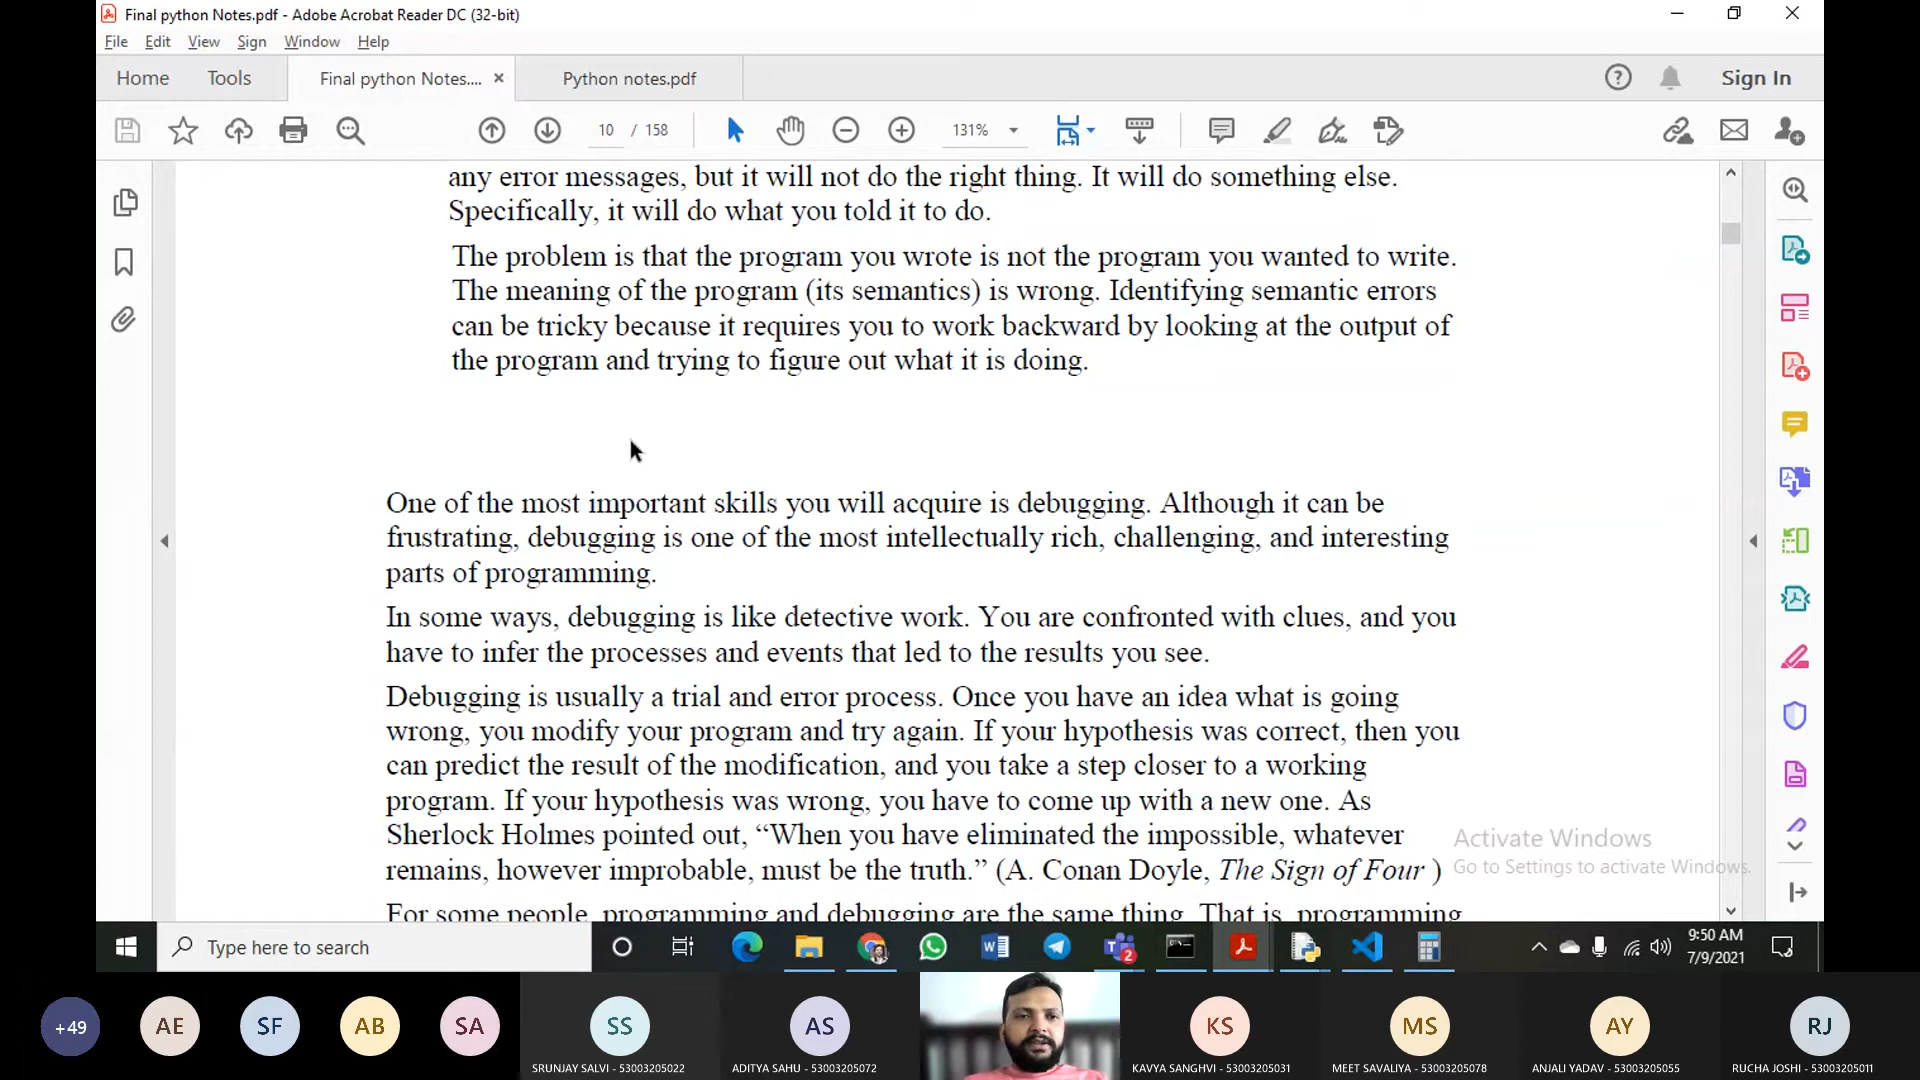 Final python Notes.pdf - Adobe Acrobat Reader DC (32-bit)
File Edit View Sign Window Help
Home Tools Final python Notes.... × Python notes.pdf Sign In
10 / 158 131%
any error messages, but it will not do the right thing. It will do something else.
Specifically, it will do what you told it to do.
The problem is that the program you wrote is not the program you wanted to write.
The meaning of the program (its semantics) is wrong. Identifying semantic errors
can be tricky because it requires you to work backward by looking at the output of
the program and trying to figure out what it is doing.
One of the most important skills you will acquire is debugging. Although it can be
frustrating, debugging is one of the most intellectually rich, challenging, and interesting
parts of programming.
In some ways, debugging is like detective work. You are confronted with clues, and you
have to infer the processes and events that led to the results you see.
Debugging is usually a trial and error process. Once you have an idea what is going
wrong, you modify your program and try again. If your hypothesis was correct, then you
can predict the result of the modification, and you take a step closer to a working
program. If your hypothesis was wrong, you have to come up with a new one. As
Sherlock Holmes pointed out, “When you have eliminated the impossible, whatever
remains, however improbable, must be the truth.” (A. Conan Doyle, The Sign of Four )
For some people, programming and debugging are the same thing. That is, programming
Activate Windows
Go to Settings to activate Windows.
Type here to search
2
9:50 AM
7/9/2021
+49 AE SF AB SA SS AS KS MS AY RJ
SRUNJAY SALVI - 53003205022 ADITYA SAHU - 53003205072 KAVYA SANGHVI - 53003205031 MEET SAVALIYA - 53003205078 ANJALI YADAV - 53003205055 RUCHA JOSHI - 53003205011